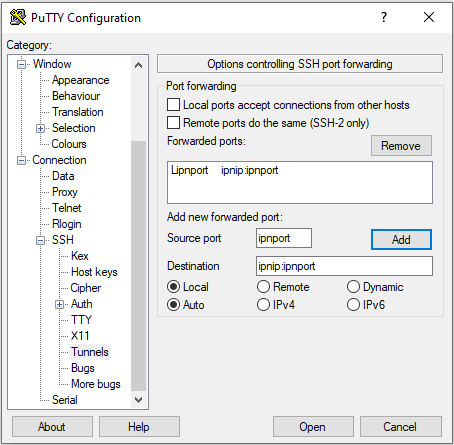 PuTTY Configuration
? ×
Category:
Window
Appearance
Behaviour
Translation
Selection
Colours
Connection
Data
Proxy
Telnet
Rlogin
SSH
Kex
Host keys
Cipher
Auth
TTY
X11
Tunnels
Bugs
More bugs
Serial
Options controlling SSH port forwarding
Port forwarding
Local ports accept connections from other hosts
Remote ports do the same (SSH-2 only)
Forwarded ports:
Remove
Lipnport ipnip:ipnport
Add new forwarded port:
Source port ipnport Add
Destination ipnip:ipnport
Local Remote Dynamic
Auto IPv4 IPv6
About Help Open Cancel